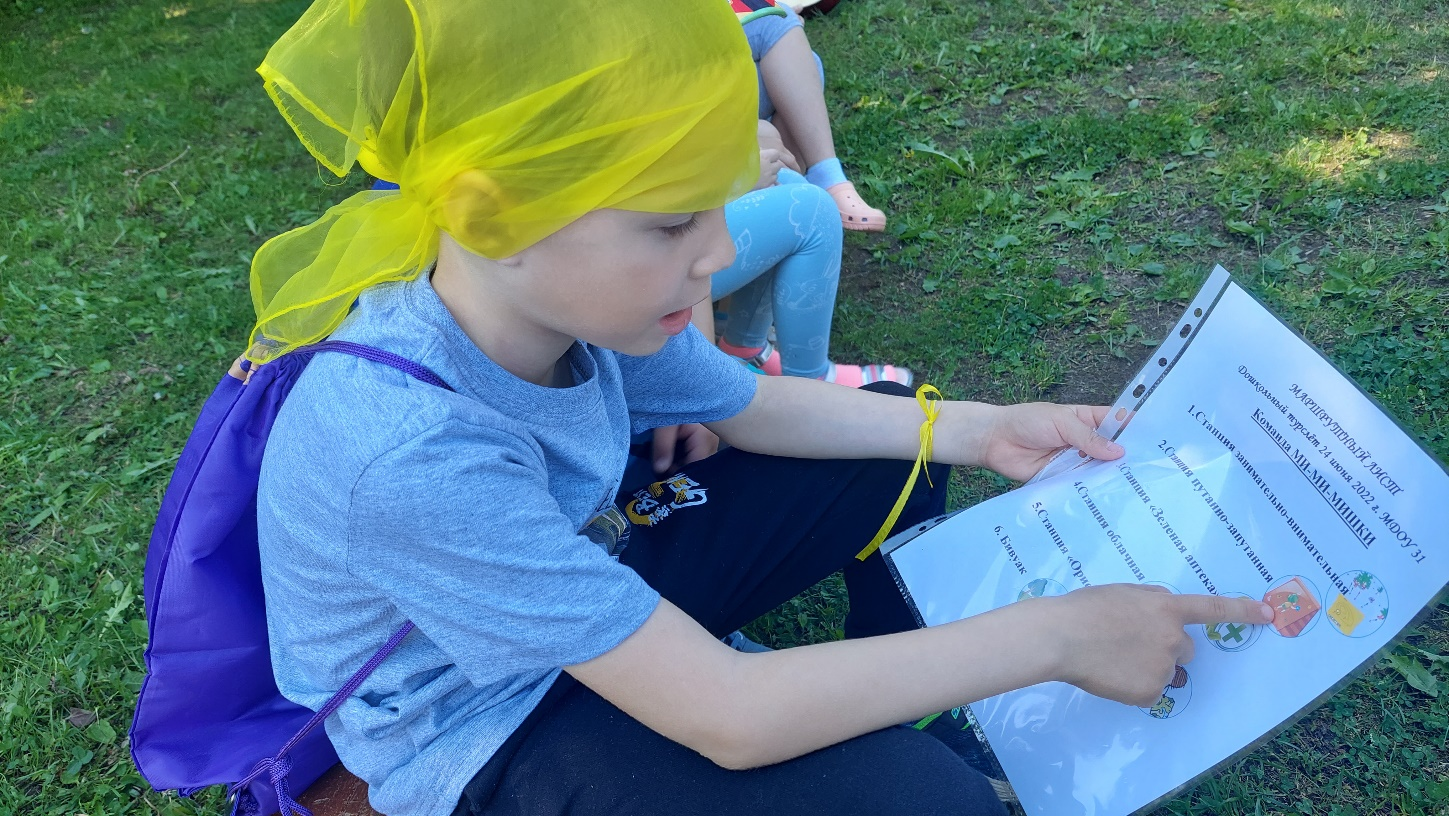 МАРШРУТНЫЙ ЛИСТ
Дошкольный турслёт 24 июня 2022 г. МДОУ 31
Команда МИ-МИ-МИШКИ
1.Станция занимательно-внимательная
2.Станция путанно-запутанная
3.Станция «Зеленая аптека»
4.Станция облачная
5.Станция
6. Бивуак